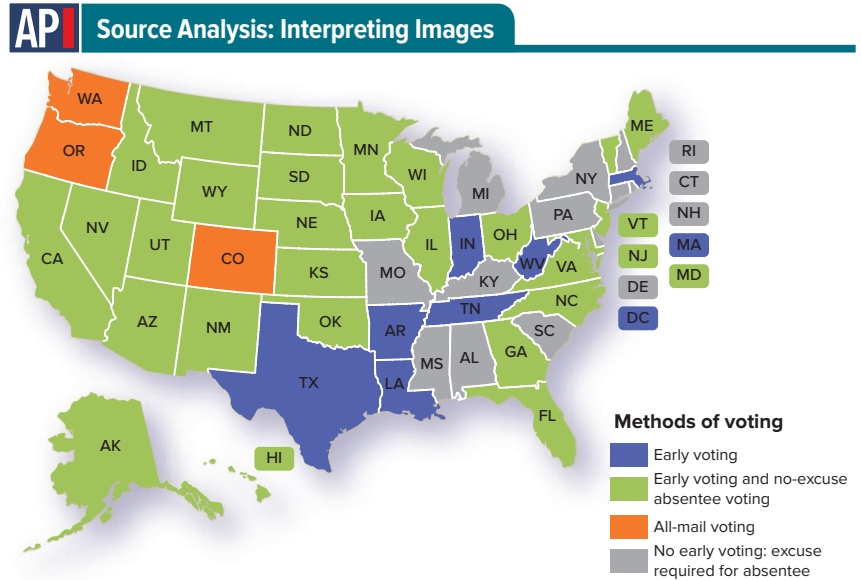 AP
Source Analysis: Interpreting Images
WA
OR
MT
ID
WY
ND
SD
NE
MN
WI
IA
MI
NY
ME
NV
UT
CO
CA
KS
MO
IL
IN
OH
PA
WV
VA
KY
AZ
NM
OK
AR
TN
NC
SC
TX
LA
MS
AL
GA
FL
AK
HI
RI
CT
NH
MA
MD
VT
NJ
DE
DC
Methods of voting
Early voting
Early voting and no-excuse
absentee voting
All-mail voting
No early voting: excuse
required for absentee